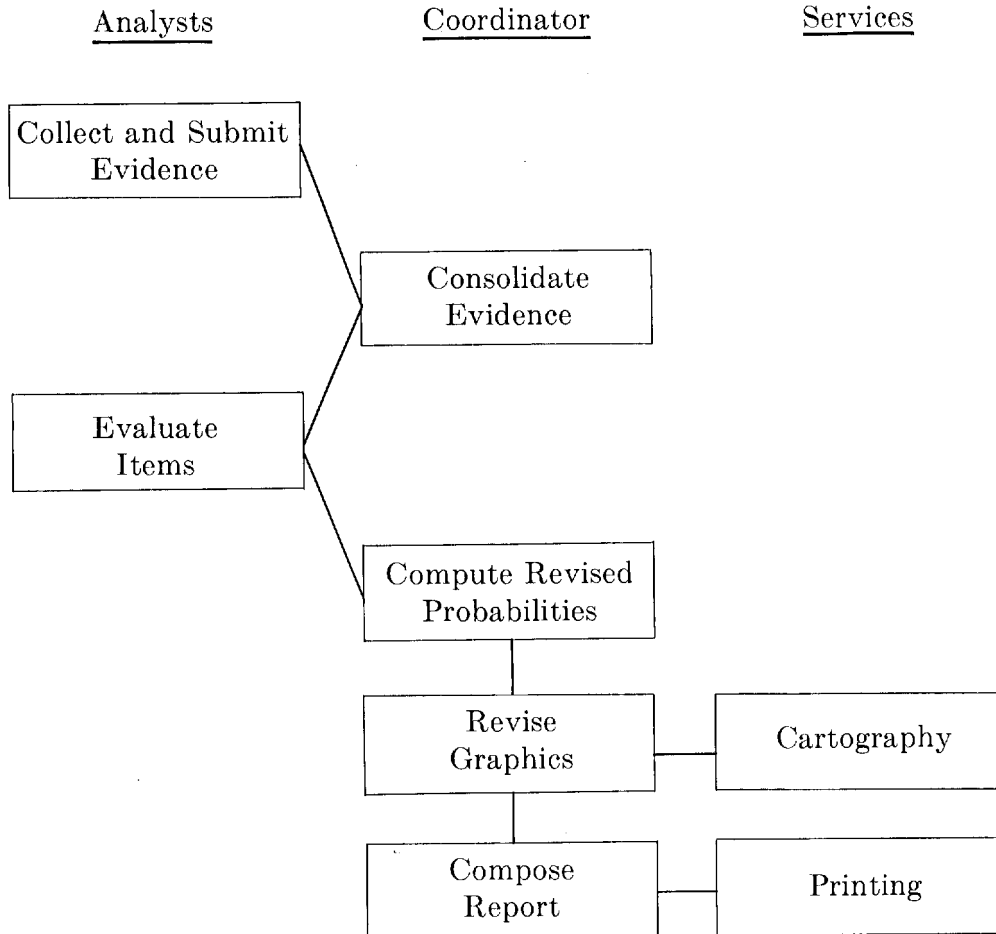 Analysts
Coordinator
Services
Collect and Submit
Evidence
Consolidate
Evidence
Evaluate
Items
Compute Revised
Probabilities
Revise
Graphics
Cartography
Compose
Report
Printing